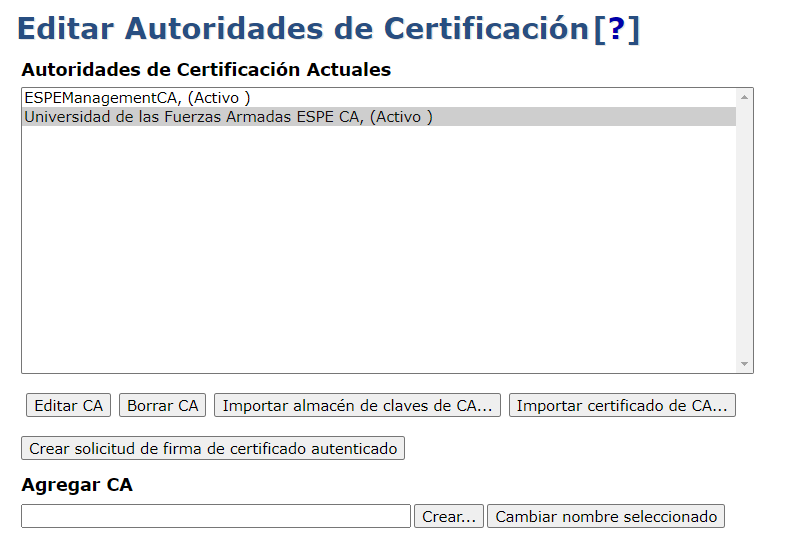 Editar Autoridades de Certificación[?]
Autoridades de Certificación Actuales
ESPEManagementCA, (Activo )
Universidad de las Fuerzas Armadas ESPE CA, (Activo )
Editar CA Borrar CA Importar almacén de claves de CA... Importar certificado de CA...
Crear solicitud de firma de certificado autenticado
Agregar CA
Crear... Cambiar nombre seleccionado